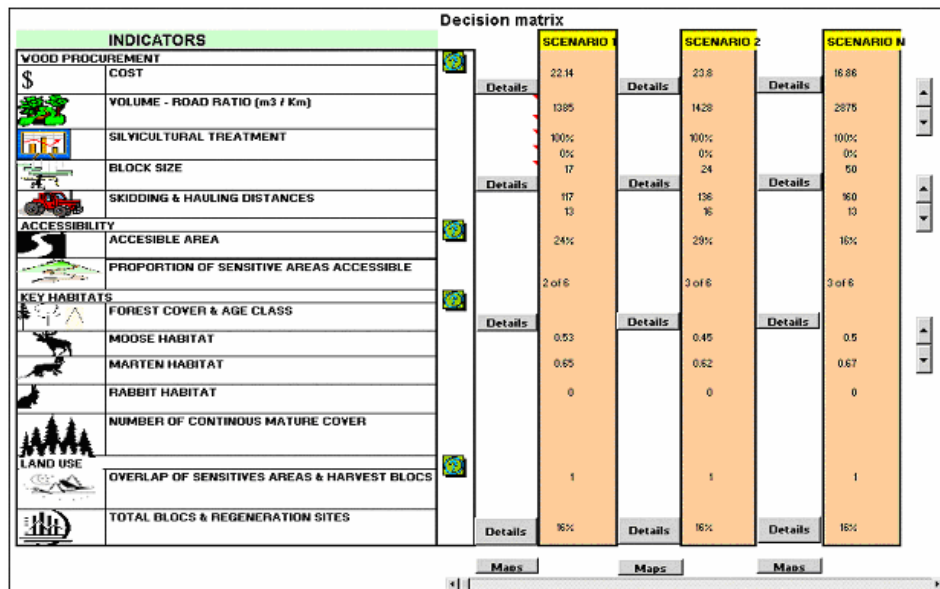 Decision matrix
INDICATORS
SCENARIO 1
SCENARIO 2
SCENARIO N
WOOD PROCUREMENT
$
COST
22.14
23.8
16.86
Details
Details
Details
VOLUME - ROAD RATIO (m3 / Km)
1385
1428
2875
SILVICULTURAL TREATMENT
100%
100%
100%
0%
0%
0%
BLOCK SIZE
17
24
50
Details
Details
Details
SKIDDING & HAULING DISTANCES
117
136
160
13
16
13
ACCESSIBILITY
ACCESIBLE AREA
24%
29%
16%
PROPORTION OF SENSITIVE AREAS ACCESSIBLE
2 of 6
3 of 6
3 of 6
KEY HABITATS
FOREST COVER & AGE CLASS
Details
Details
Details
MOOSE HABITAT
0.53
0.45
0.5
MARTEN HABITAT
0.65
0.62
0.67
RABBIT HABITAT
0
0
0
NUMBER OF CONTINOUS MATURE COVER
LAND USE
OVERLAP OF SENSITIVES AREAS & HARVEST BLOCS
1
1
1
TOTAL BLOCS & REGENERATION SITES
Details
16%
Details
16%
Details
16%
Maps
Maps
Maps